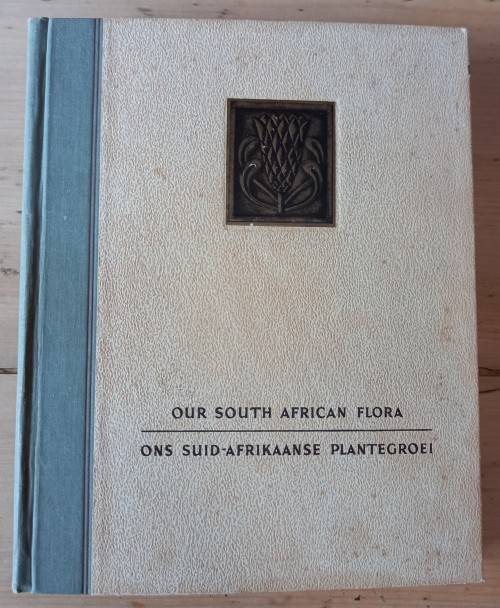 OUR SOUTH AFRICAN FLORA
ONS SUID-AFRIKAANSE PLANTEGROEI